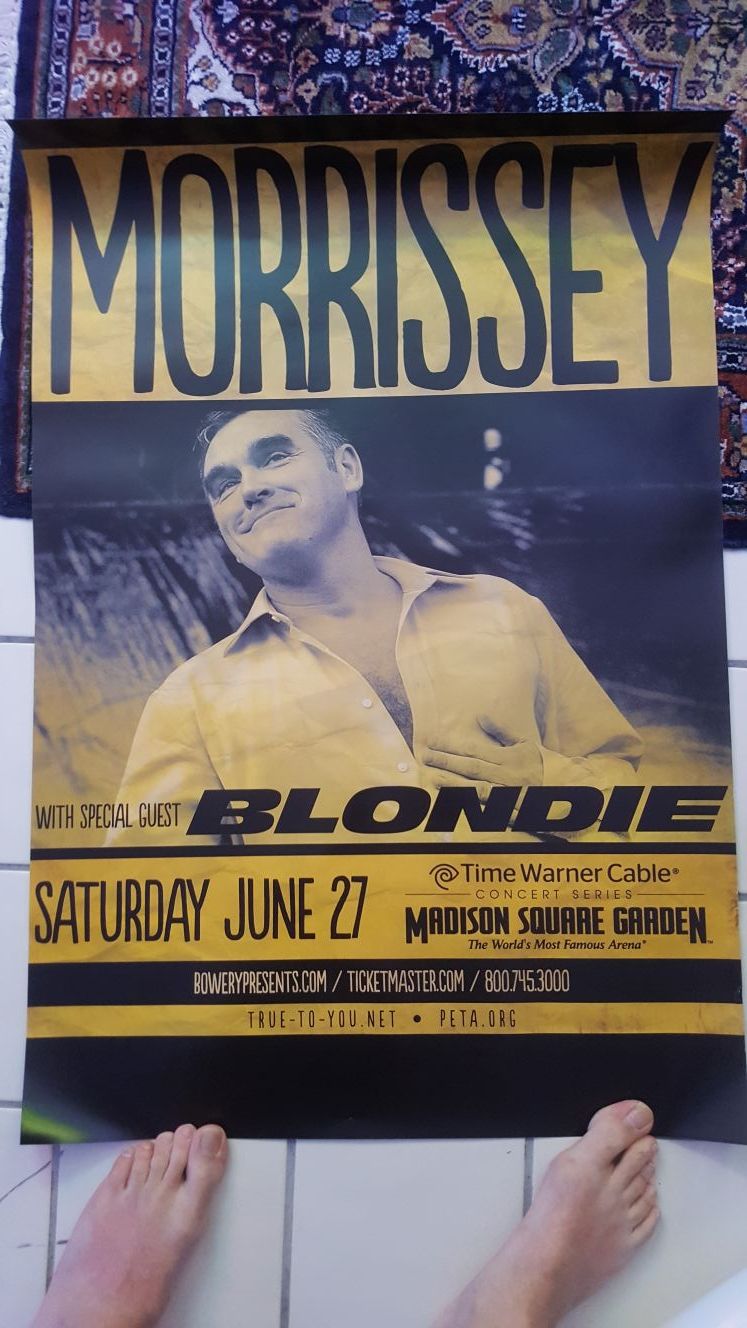 MORRISSEY
WITH SPECIAL GUEST BLONDIE
SATURDAY JUNE 27
Time Warner Cable®
CONCERT SERIES
MADISON SQUARE GARDEN™
The World's Most Famous Arena®
BOWERYPRESENTS.COM / TICKETMASTER.COM / 800.745.3000
TRUE-TO-YOU.NET • PETA.ORG